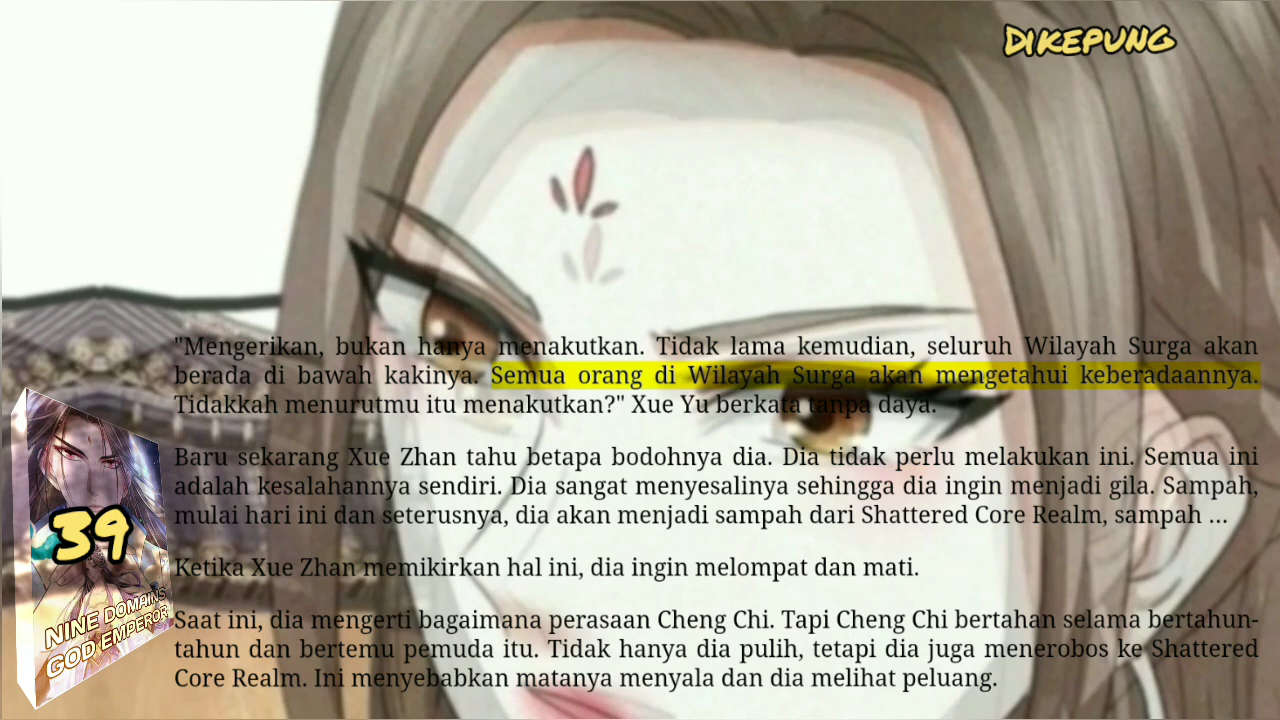 DIKEPUNG
"Mengerikan, bukan hanya menakutkan. Tidak lama kemudian, seluruh Wilayah Surga akan
berada di bawah kakinya. Semua orang di Wilayah Surga akan mengetahui keberadaannya.
Tidakkah menurutmu itu menakutkan?" Xue Yu berkata tanpa daya.
Baru sekarang Xue Zhan tahu betapa bodohnya dia. Dia tidak perlu melakukan ini. Semua ini
adalah kesalahannya sendiri. Dia sangat menyesalinya sehingga dia ingin menjadi gila. Sampah,
mulai hari ini dan seterusnya, dia akan menjadi sampah dari Shattered Core Realm, sampah ...
Ketika Xue Zhan memikirkan hal ini, dia ingin melompat dan mati.
Saat ini, dia mengerti bagaimana perasaan Cheng Chi. Tapi Cheng Chi bertahan selama bertahun-
tahun dan bertemu pemuda itu. Tidak hanya dia pulih, tetapi dia juga menerobos ke Shattered
Core Realm. Ini menyebabkan matanya menyala dan dia melihat peluang.
39
NINE DOMAINS
GOD EMPEROR